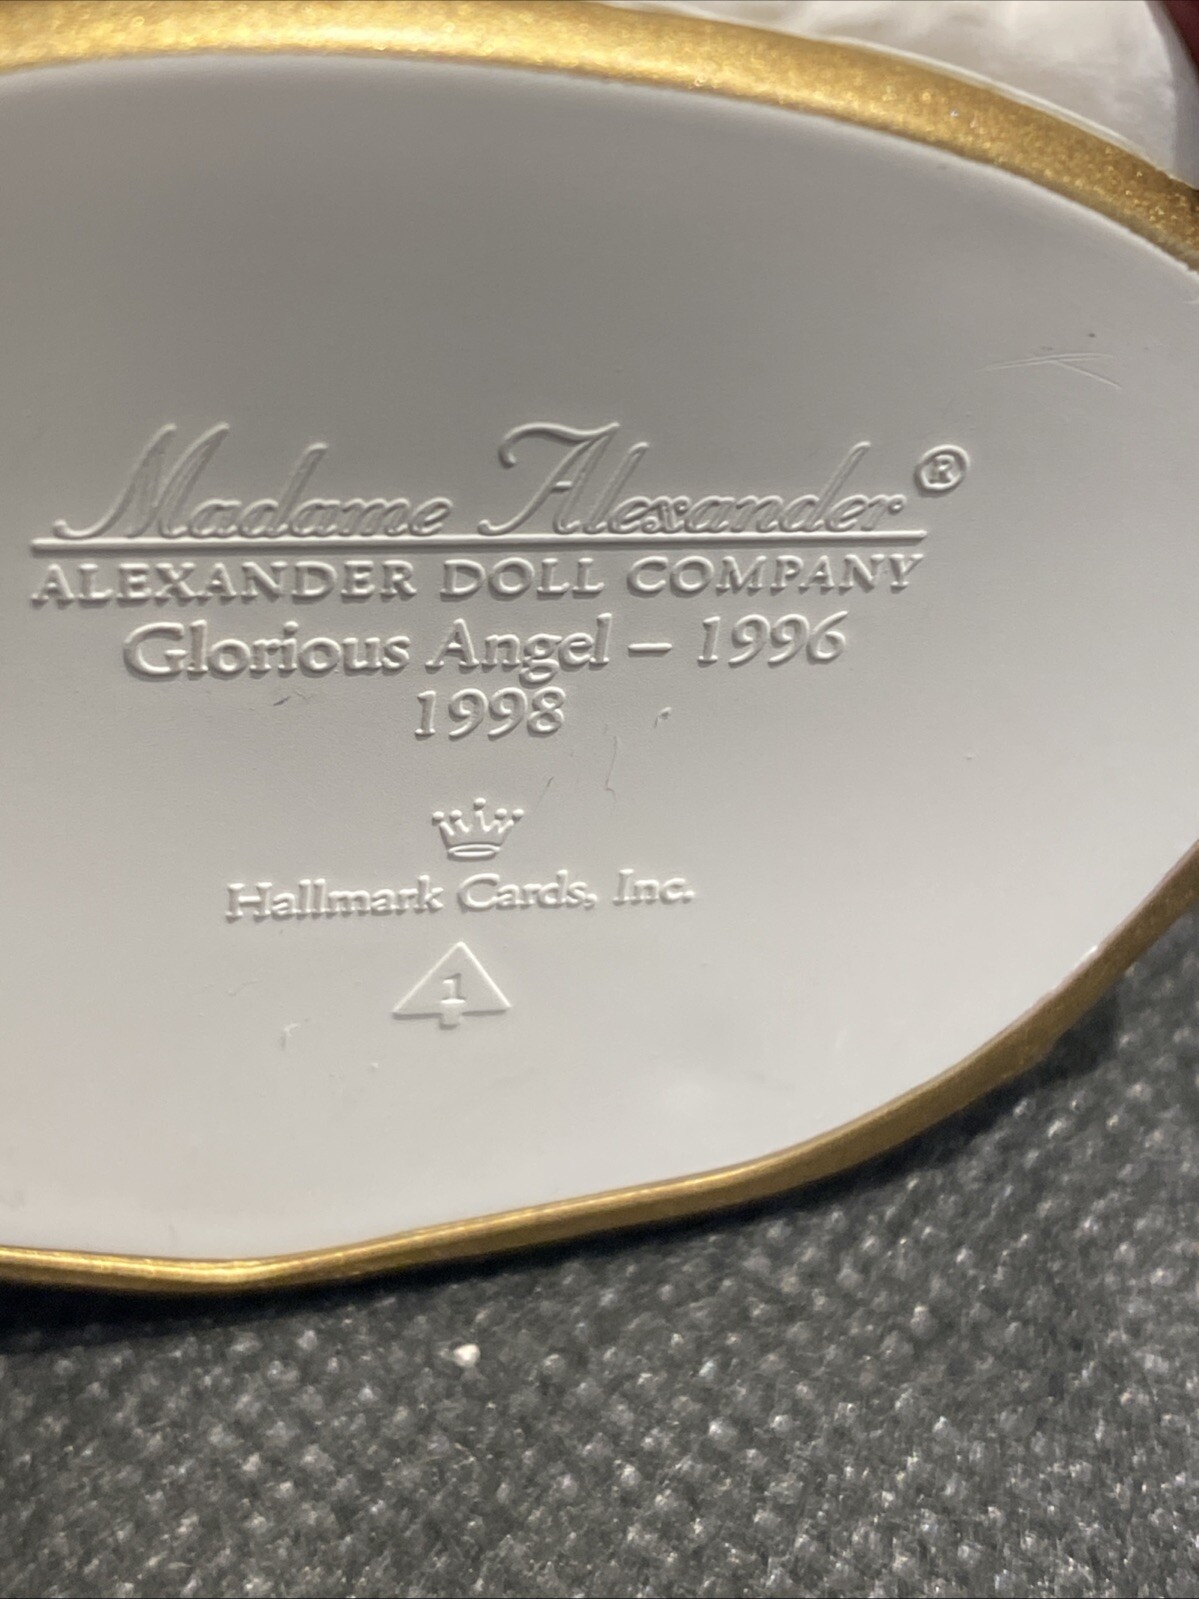 Madame Alexander®
ALEXANDER DOLL COMPANY
Glorious Angel – 1996
1998
Hallmark Cards, Inc.
1